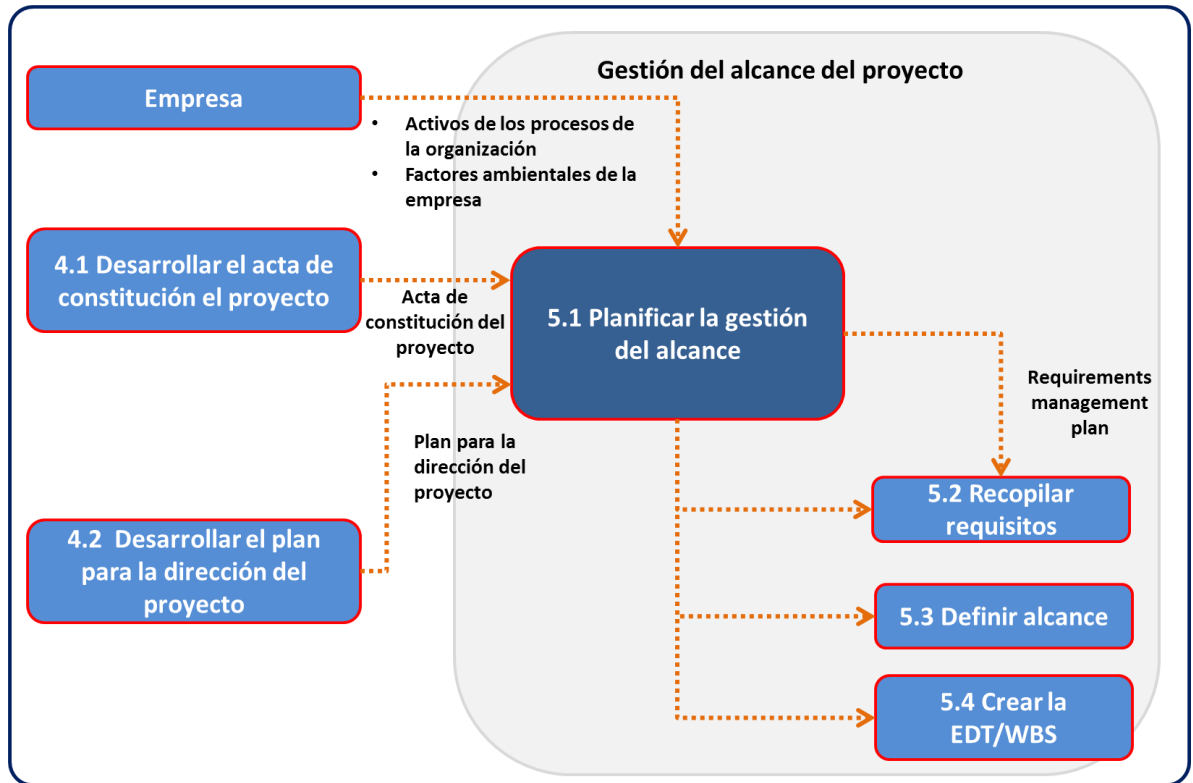 Gestión del alcance del proyecto
Empresa
• Activos de los procesos de
la organización
• Factores ambientales de la
empresa
4.1 Desarrollar el acta de
constitución el proyecto
Acta de
constitución del
proyecto
5.1 Planificar la gestión
del alcance
Requirements
management
plan
Plan para la
dirección del
proyecto
4.2 Desarrollar el plan
para la dirección del
proyecto
5.2 Recopilar
requisitos
5.3 Definir alcance
5.4 Crear la
EDT/WBS